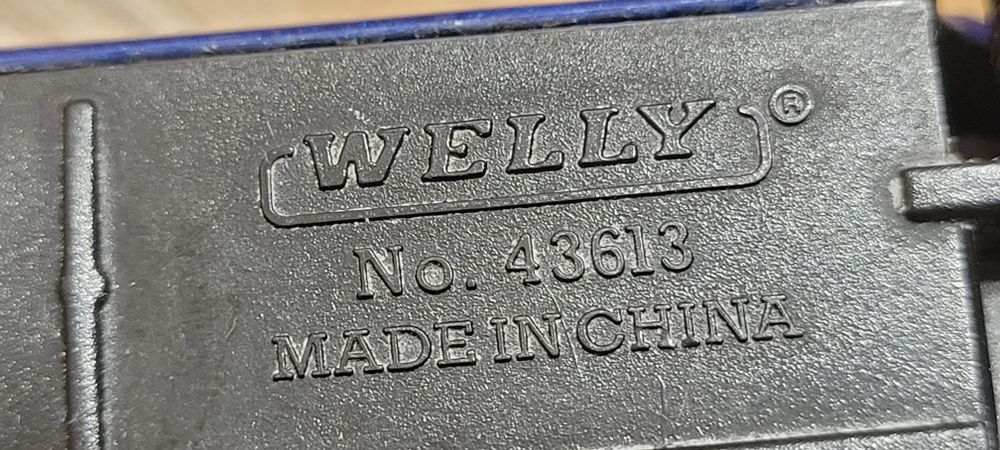 WELLY ®
No. 43613
MADE IN CHINA